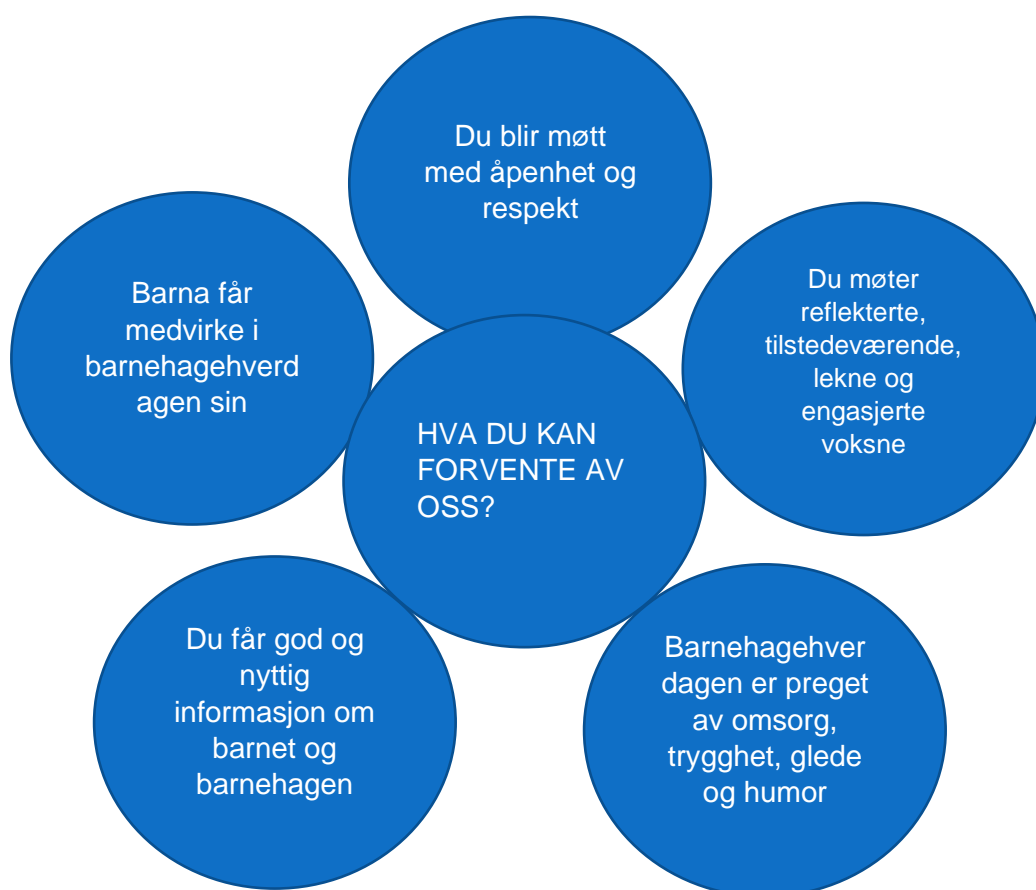 Du blir møtt
med åpenhet og
respekt
Barna får
medvirke i
barnehagehverd
agen sin
Du møter
reflekterte,
tilstedeværende,
lekne og
engasjerte
voksne
HVA DU KAN
FORVENTE AV
OSS?
Du får god og
nyttig
informasjon om
barnet og
barnehagen
Barnehagehver
dagen er preget
av omsorg,
trygghet, glede
og humor